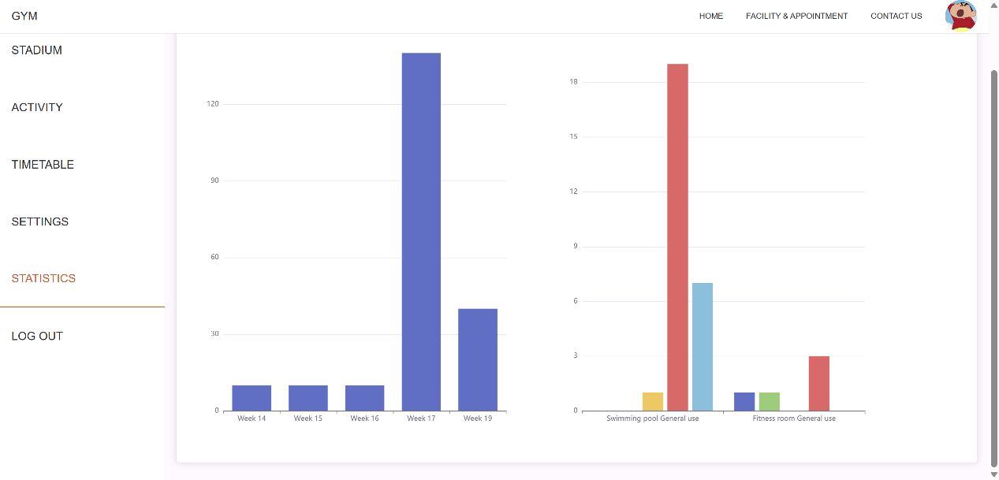 GYM
HOME
FACILITY & APPOINTMENT
CONTACT US
STADIUM
ACTIVITY
TIMETABLE
SETTINGS
STATISTICS
LOG OUT
120
90
60
30
0
Week 14
Week 15
Week 16
Week 17
Week 19
18
15
12
9
6
3
0
Swimming pool General use
Fitness room General use